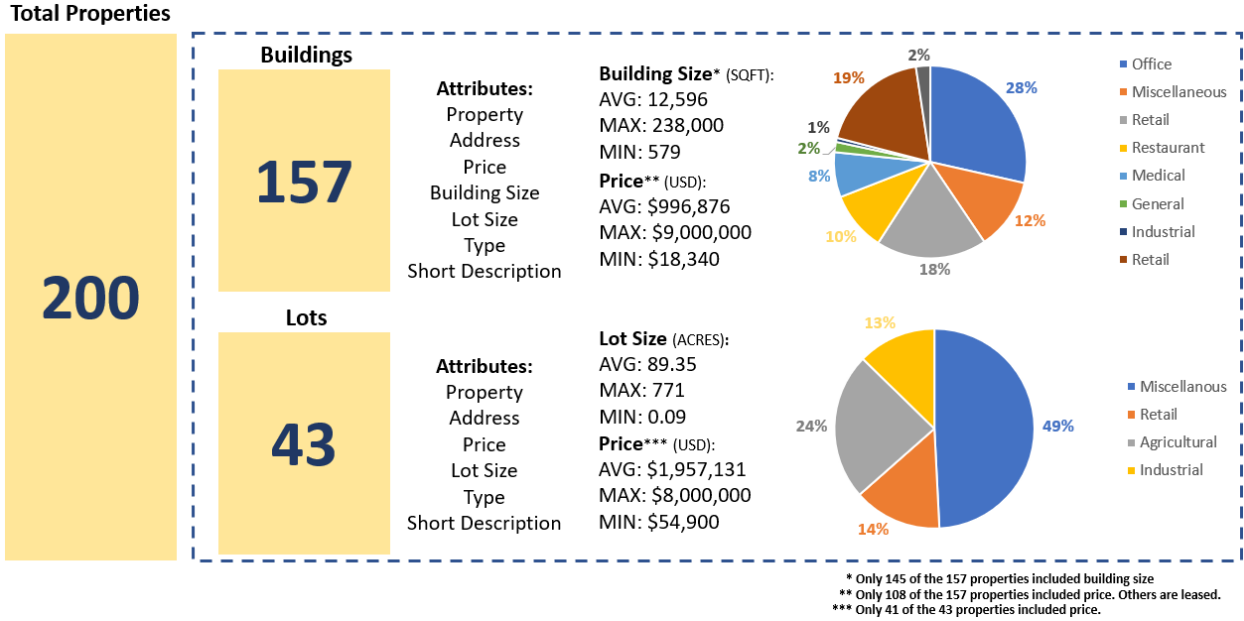 Total Properties
200
Buildings
157
Attributes:
Property
Address
Price
Building Size
Lot Size
Type
Short Description
Building Size* (SQFT):
AVG: 12,596
MAX: 238,000
MIN: 579
Price** (USD):
AVG: $996,876
MAX: $9,000,000
MIN: $18,340
2%
28%
19%
1%
2%
8%
10%
18%
12%
Office
Miscellaneous
Retail
Restaurant
Medical
General
Industrial
Retail
Lots
43
Attributes:
Property
Address
Price
Lot Size
Type
Short Description
Lot Size (ACRES):
AVG: 89.35
MAX: 771
MIN: 0.09
Price*** (USD):
AVG: $1,957,131
MAX: $8,000,000
MIN: $54,900
13%
49%
24%
14%
Miscellanous
Retail
Agricultural
Industrial
* Only 145 of the 157 properties included building size
** Only 108 of the 157 properties included price. Others are leased.
*** Only 41 of the 43 properties included price.